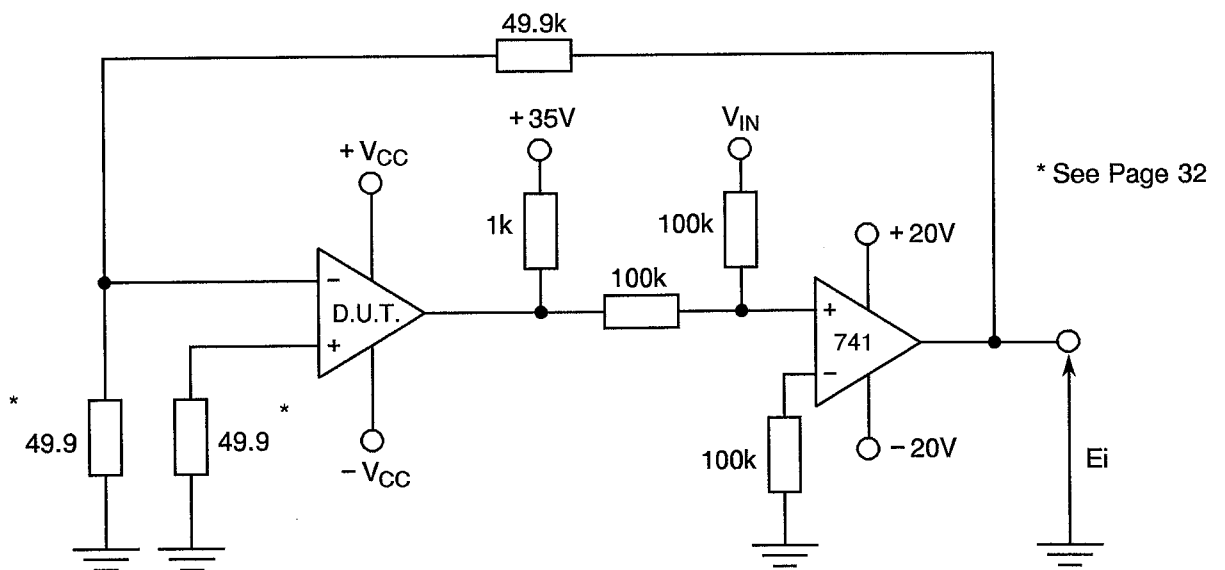 49.9k
+35V
VIN
+VCC
* See Page 32
1k
100k
+20V
100k
−
D.U.T.
+
+
741
−
*
49.9
*
49.9
−VCC
100k
−20V
Ei